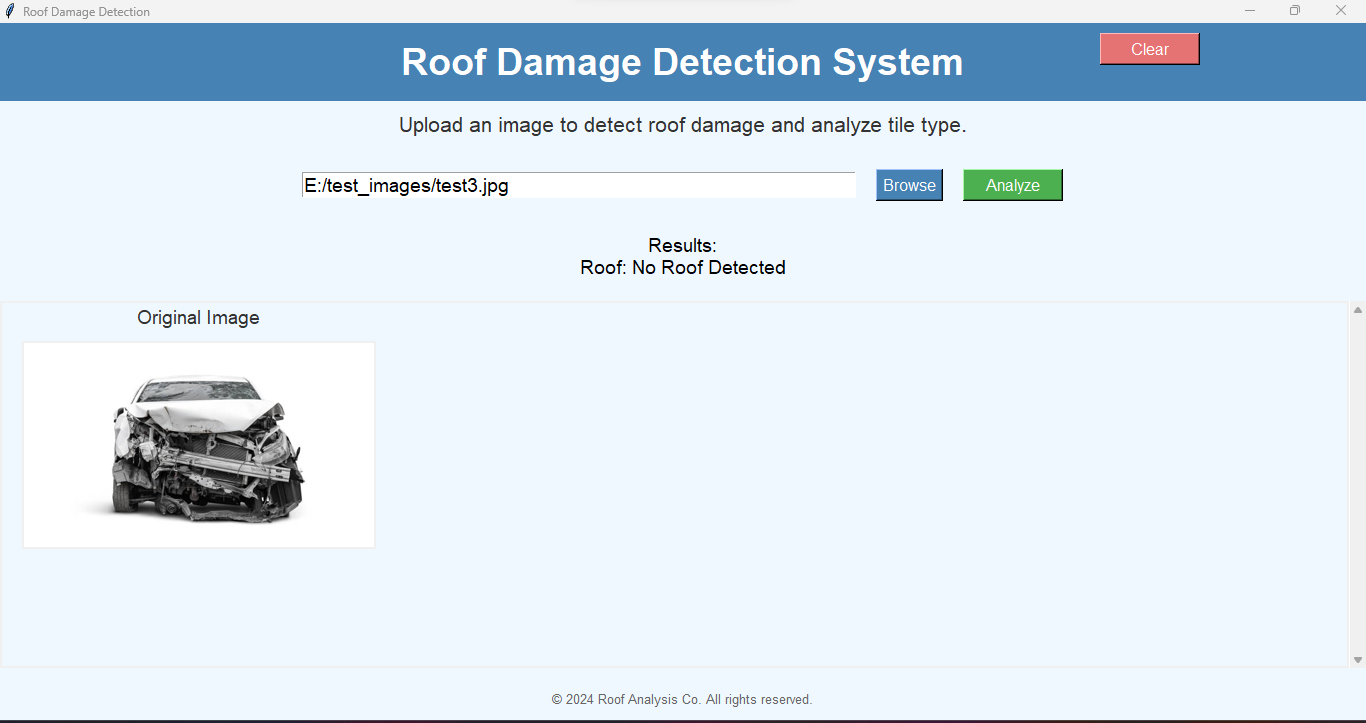 Roof Damage Detection
Roof Damage Detection System
Clear
Upload an image to detect roof damage and analyze tile type.
E:/test_images/test3.jpg
Browse
Analyze
Results:
Roof: No Roof Detected
Original Image
© 2024 Roof Analysis Co. All rights reserved.